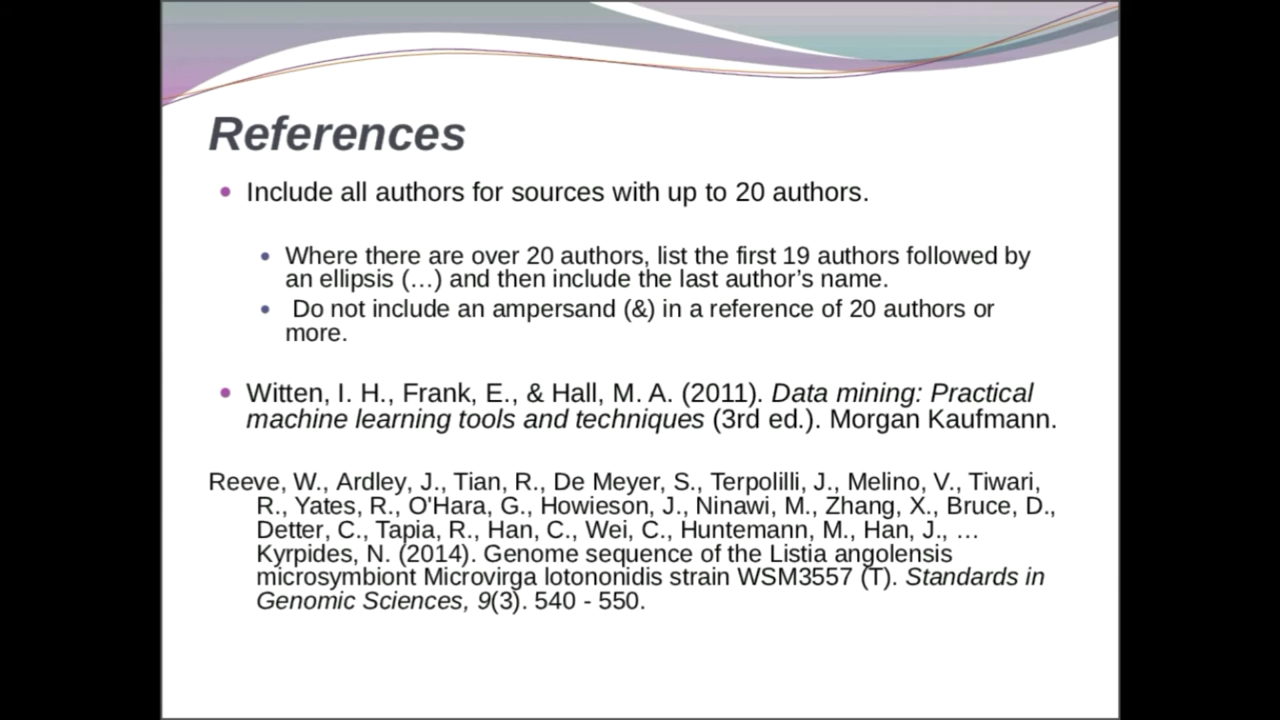 References
• Include all authors for sources with up to 20 authors.
• Where there are over 20 authors, list the first 19 authors followed by
an ellipsis (…) and then include the last author’s name.
• Do not include an ampersand (&) in a reference of 20 authors or
more.
• Witten, I. H., Frank, E., & Hall, M. A. (2011). Data mining: Practical
machine learning tools and techniques (3rd ed.). Morgan Kaufmann.
Reeve, W., Ardley, J., Tian, R., De Meyer, S., Terpolilli, J., Melino, V., Tiwari,
R., Yates, R., O'Hara, G., Howieson, J., Ninawi, M., Zhang, X., Bruce, D.,
Detter, C., Tapia, R., Han, C., Wei, C., Huntemann, M., Han, J., …
Kyrpides, N. (2014). Genome sequence of the Listia angolensis
microsymbiont Microvirga lotononidis strain WSM3557 (T). Standards in
Genomic Sciences, 9(3). 540 - 550.